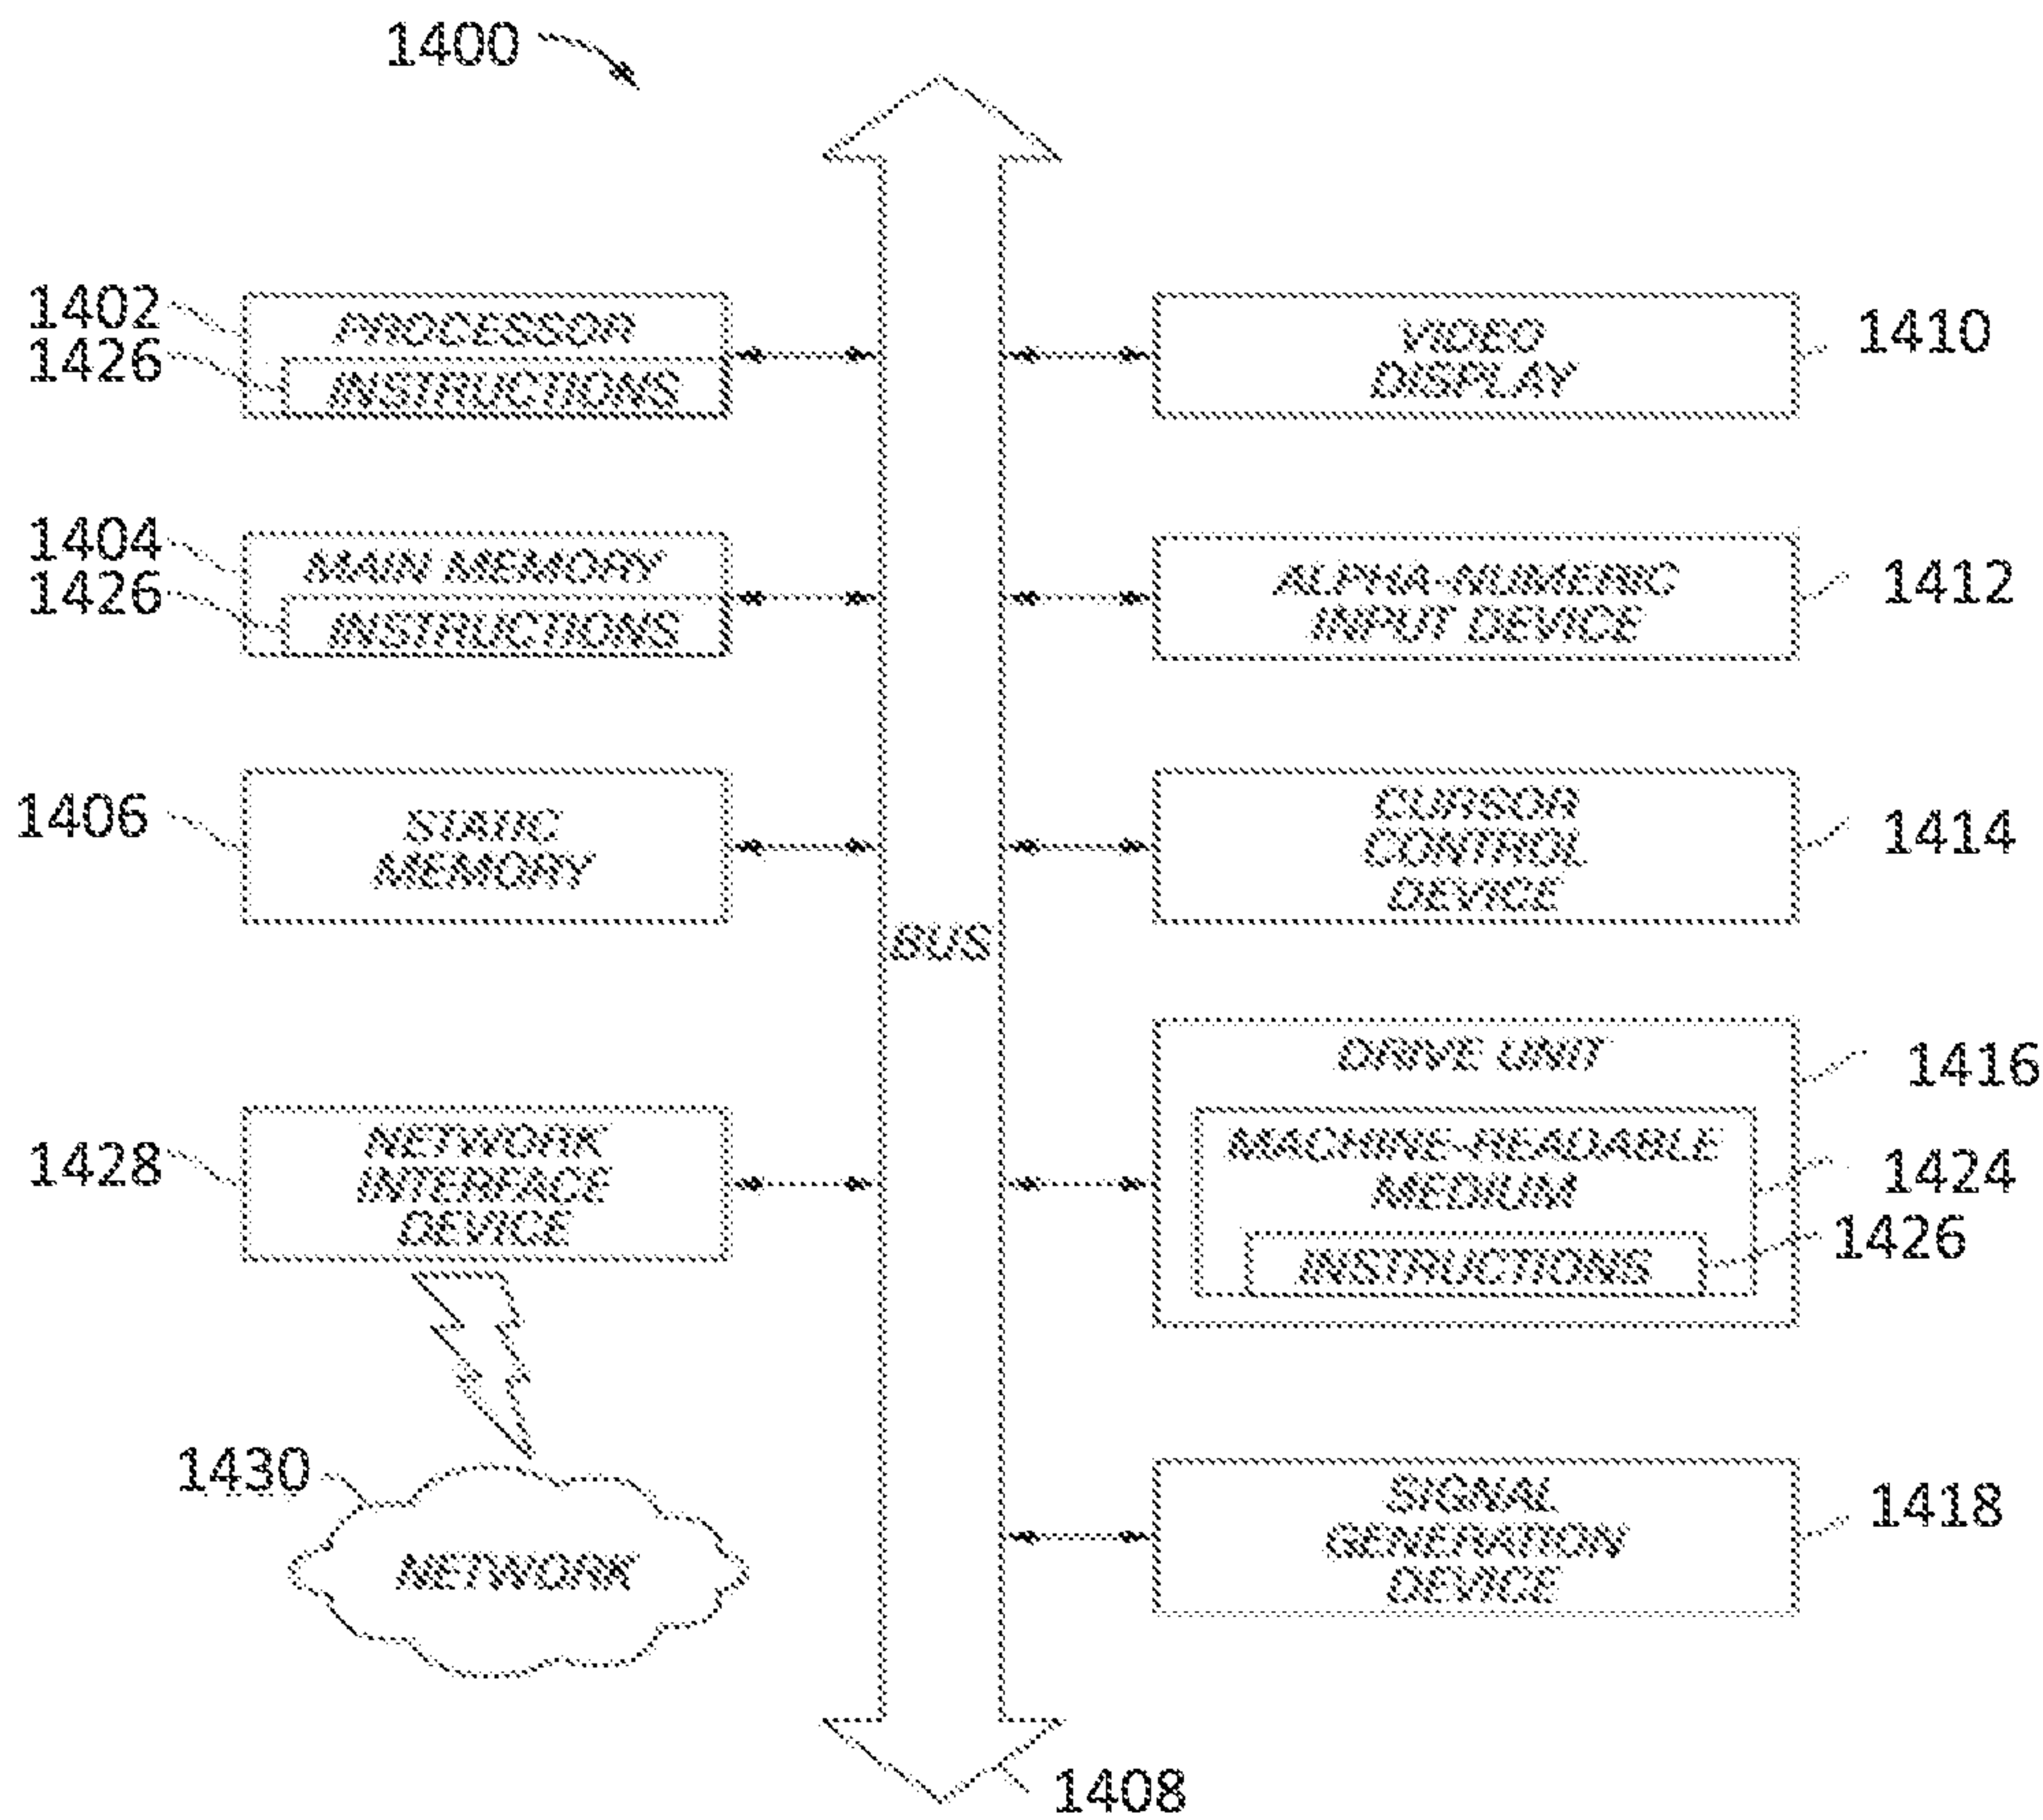 1400
1402
PROCESSOR
1426
INSTRUCTIONS
VIDEO
DISPLAY
1410
1404
MAIN MEMORY
1426
INSTRUCTIONS
ALPHA-NUMERIC
INPUT DEVICE
1412
1406
STATIC
MEMORY
CURSOR
CONTROL
DEVICE
1414
BUS
DRIVE UNIT
1416
1428
NETWORK
INTERFACE
DEVICE
MACHINE-READABLE
MEDIUM
1424
INSTRUCTIONS
1426
1430
NETWORK
SIGNAL
GENERATION
DEVICE
1418
1408